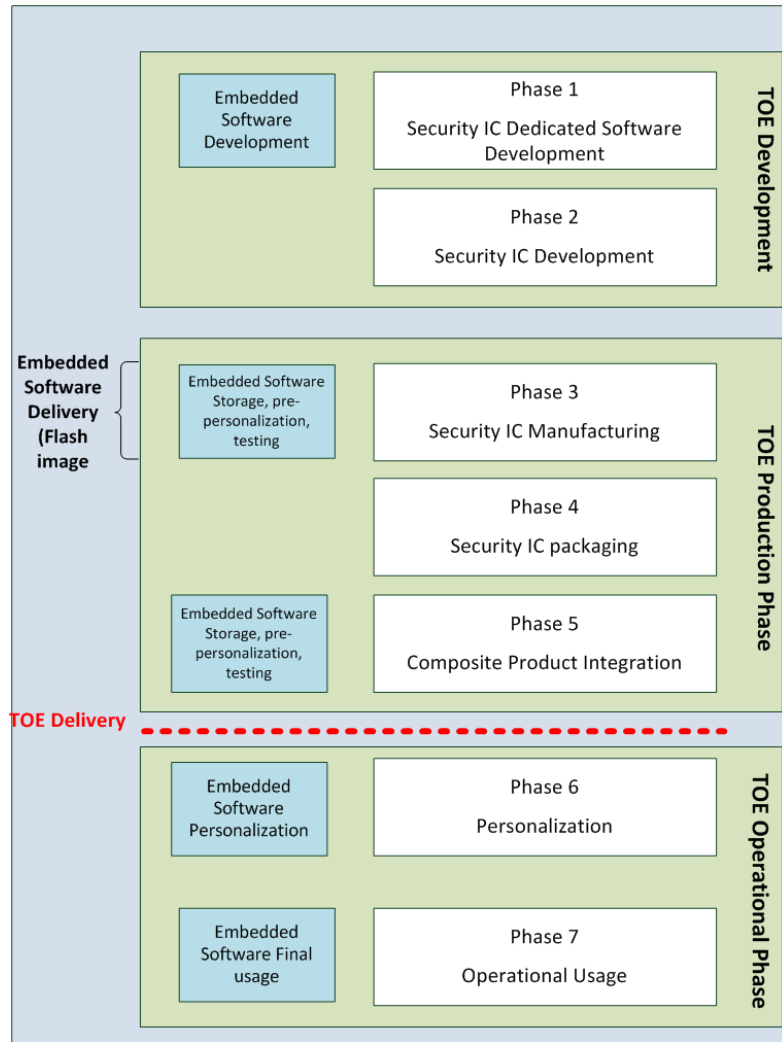 Embedded
Software
Development
Phase 1
Security IC Dedicated Software
Development
Phase 2
Security IC Development
TOE Development
Embedded
Software
Delivery
(Flash
image
Embedded Software
Storage, pre-
personalization,
testing
Phase 3
Security IC Manufacturing
Phase 4
Security IC packaging
Embedded Software
Storage, pre-
personalization,
testing
Phase 5
Composite Product Integration
TOE Production Phase
TOE Delivery
Embedded
Software
Personalization
Phase 6
Personalization
Embedded
Software Final
usage
Phase 7
Operational Usage
TOE Operational Phase